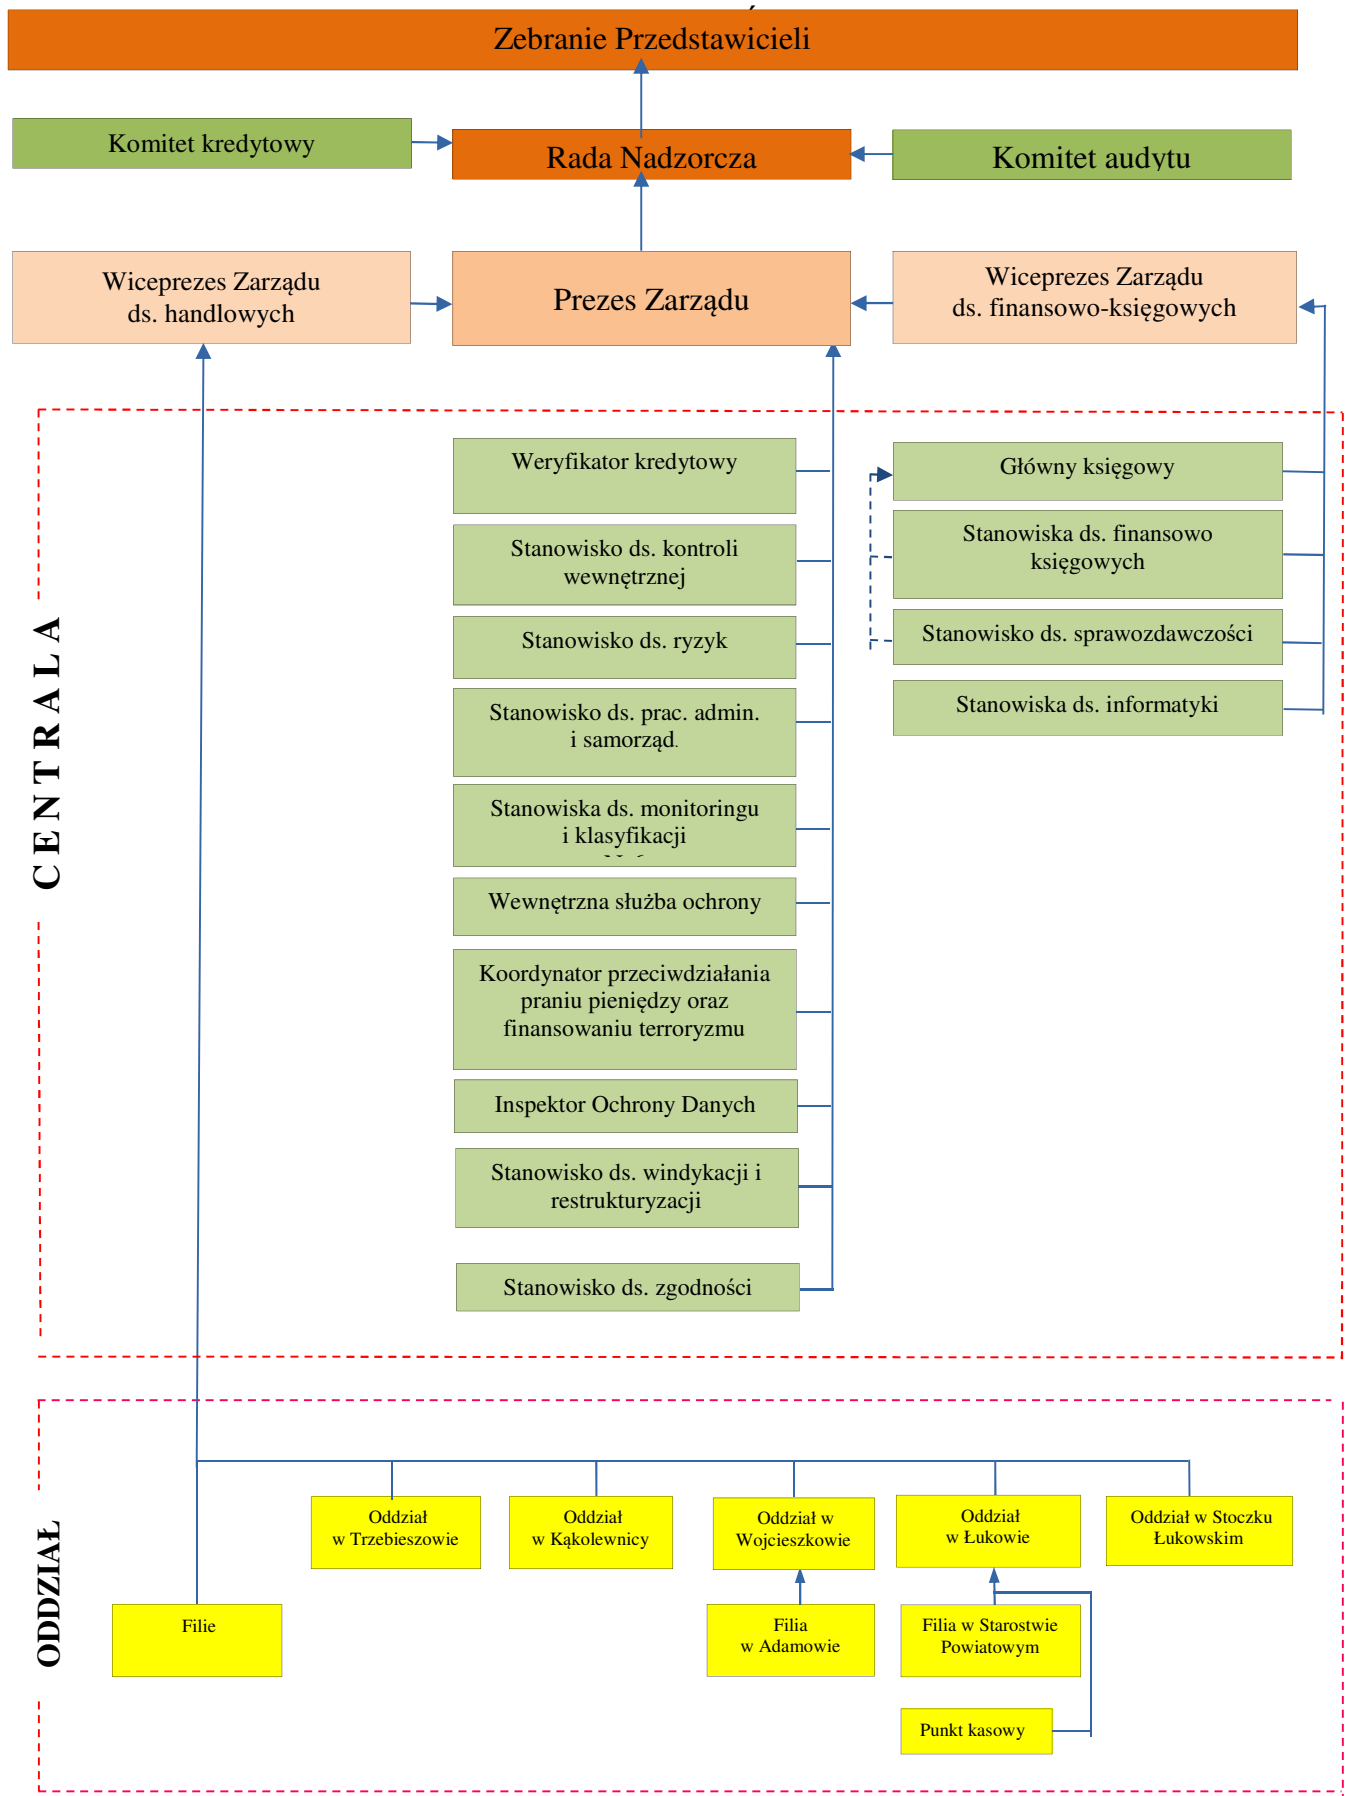 Zebranie Przedstawicieli
Komitet kredytowy
Rada Nadzorcza
Komitet audytu
Wiceprezes Zarządu
ds. handlowych
Prezes Zarządu
Wiceprezes Zarządu
ds. finansowo-księgowych
CENTRALA
Weryfikator kredytowy
Stanowisko ds. kontroli
wewnętrznej
Stanowisko ds. ryzyk
Stanowisko ds. prac. admin.
i samorząd.
Stanowiska ds. monitoringu
i klasyfikacji
Wewnętrzna służba ochrony
Koordynator przeciwdziałania
praniu pieniędzy oraz
finansowaniu terroryzmu
Inspektor Ochrony Danych
Stanowisko ds. windykacji i
restrukturyzacji
Stanowisko ds. zgodności
Główny księgowy
Stanowiska ds. finansowo
księgowych
Stanowisko ds. sprawozdawczości
Stanowiska ds. informatyki
ODDZIAŁ
Oddział
w Trzebieszowie
Oddział
w Kąkolewnicy
Oddział w
Wojcieszkowie
Oddział
w Łukowie
Oddział w Stoczku
Łukowskim
Filie
Filia
w Adamowie
Filia w Starostwie
Powiatowym
Punkt kasowy